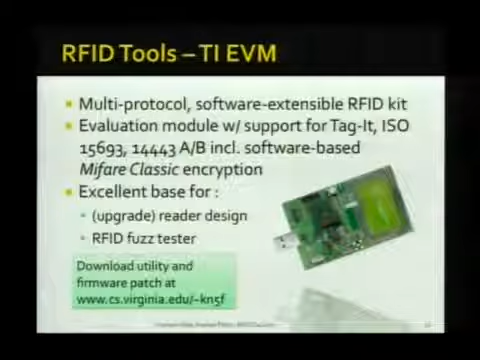 RFID Tools – TI EVM
Multi-protocol, software-extensible RFID kit
Evaluation module w/ support for Tag-It, ISO
15693, 14443 A/B incl. software-based
Mifare Classic encryption
Excellent base for :
(upgrade) reader design
RFID fuzz tester
Download utility and
firmware patch at
www.cs.virginia.edu/~kn5f